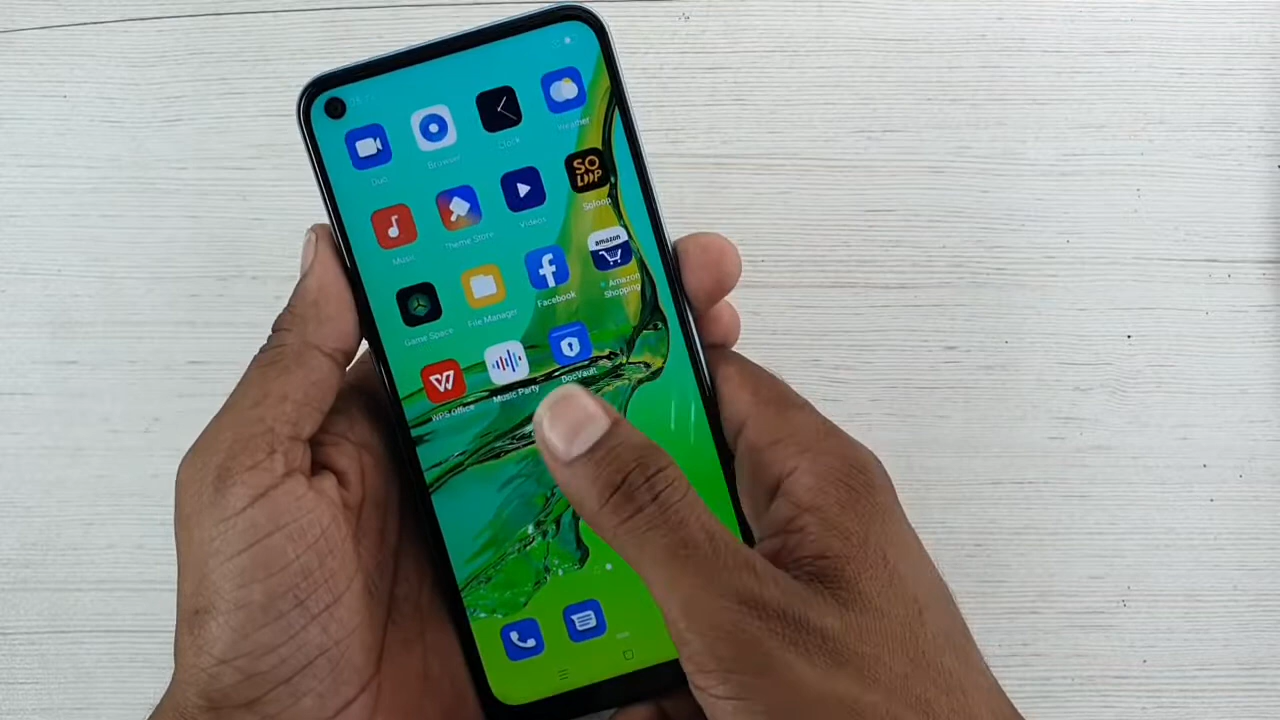 Duo
Browser
Clock
Weather
Music
Theme Store
Videos
SO
LOOP
Soloop
Game Space
File Manager
Facebook
amazon
Amazon
Shopping
WPS Office
Music Party
DocVault